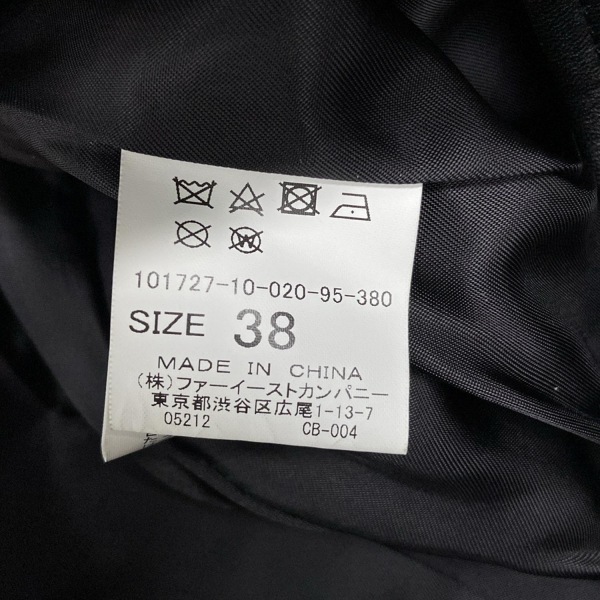 101727-10-020-95-380
SIZE 38
MADE IN CHINA
(株)ファーイーストカンパニー
東京都渋谷区広尾1-13-7
05212 CB-004